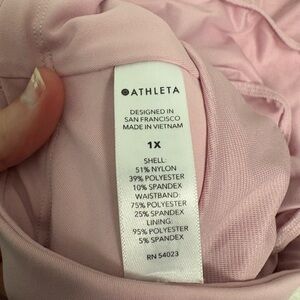 ATHLETA
DESIGNED IN
SAN FRANCISCO
MADE IN VIETNAM
1X
SHELL:
51% NYLON
39% POLYESTER
10% SPANDEX
WAISTBAND:
75% POLYESTER
25% SPANDEX
LINING:
95% POLYESTER
5% SPANDEX
RN 54023